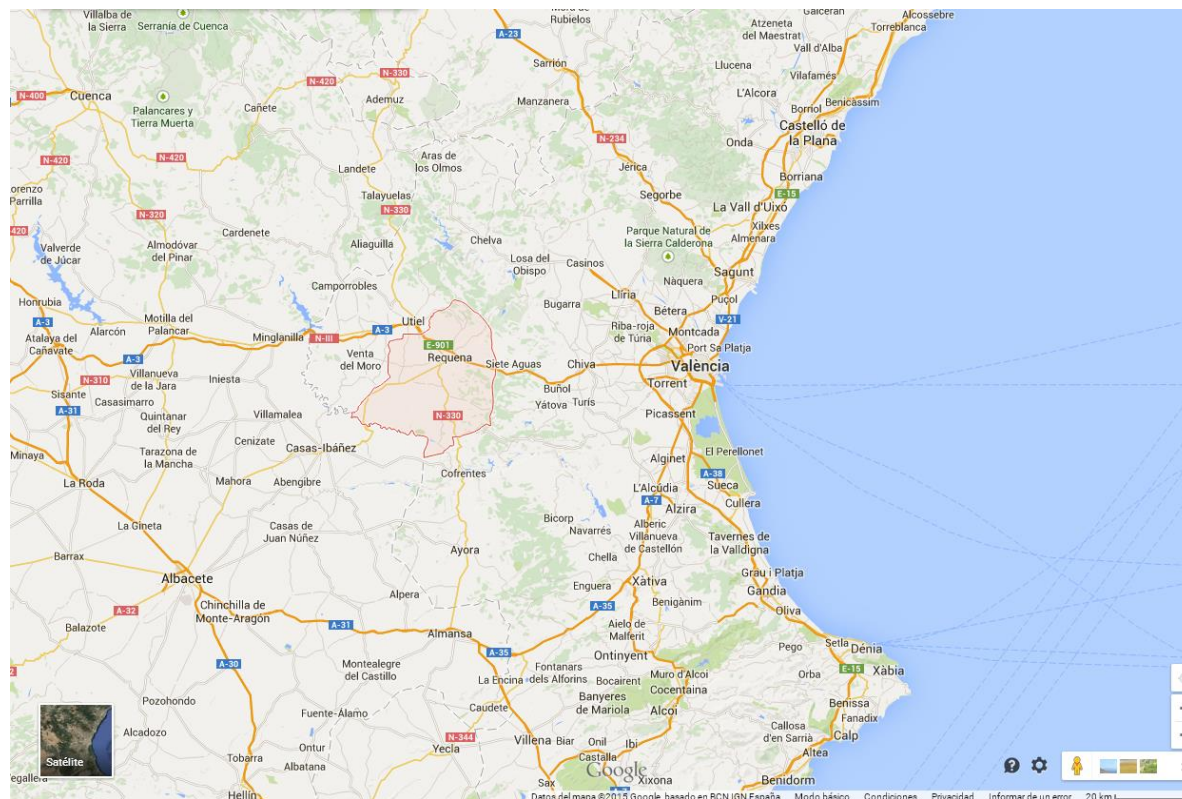 Villalba de
la Sierra
Serranía de Cuenca
Rubielos
A-23
Atzeneta
del Maestrat
Alcossebre
Torreblanca
Vall d'Alba
Sarrión
N-330
N-420
Llucena
Vilafamés
N-400
Cuenca
Palancares y
Tierra Muerta
Cañete
Ademuz
Manzanera
L'Alcora
Borriol
Benicàssim
Castelló de
la Plana
N-234
Onda
N-420
N-420
Landete
Aras de
los Olmos
Jérica
Borriana
E-15
Talayuelas
N-330
Segorbe
La Vall d'Uixó
N-320
Parrilla
420
Cardenete
Valverde
de Júcar
Almodóvar
del Pinar
Aliaguilla
Chelva
Parque Natural de
la Sierra Calderona
Xilxes
Almenara
Losa del
Obispo
Casinos
Sagunt
Nàquera
Camporrobles
Honrubia
Bugarra
Llíria
Bétera
Puçol
A-3
Alarcón
Motilla del
Palancar
Utiel
A-3
N-III
Minglanilla
Riba-roja
de Túria
Montcada
V-21
Atalaya del
Cañavate
A-3
E-901
Requena
Venta
del Moro
Siete Aguas
Chiva
Port Sa Platja
València
N-310
Villanueva
de la Jara
Iniesta
Sisante
Casasimarro
Buñol
Torrent
A-31
Quintanar
del Rey
Villamalea
N-330
Yátova
Turís
Picassent
Cenizate
Casas-Ibáñez
Minaya
Tarazona de
la Mancha
El Perellonet
Alginet
La Roda
Mahora
Abengibre
Cofrentes
A-38
Sueca
L'Alcúdia
A-7
Alzira
Cullera
La Gineta
Casas de
Juan Núñez
Bicorp
Navarrés
Alberic
Villanueva
de Castellón
Tavernes de
la Valldigna
Barrax
Ayora
Chella
Albacete
Grau i Platja
Gandia
Enguera
Xàtiva
Alpera
Benigànim
Chinchilla de
Monte-Aragón
A-32
A-35
Oliva
Balazote
A-31
Almansa
Aielo de
Malferit
Pego
Setla
Dénia
A-35
Ontinyent
A-30
Montealegre
del Castillo
La Encina
Fontanars
dels Alforins
Bocairent
Muro d'Alcoi
Cocentaina
Orba
E-15
Xàbia
Pozohondo
Fuente-Álamo
Caudete
Banyeres
de Mariola
Alcoi
Benissa
Fanadix
Alcadozo
Callosa
d'en Sarrià
Calp
N-344
Yecla
Villena
Biar
Onil
Ibi
Altea
Ontur
Albatana
Tobarra
Castalla
Satélite
Google
Xixona
Sax
Benidorm
Hellín
Datos del mapa ©2015 Google, basado en BCN IGN España
Modo básico
Condiciones
Privacidad
Informar de un error
20 km